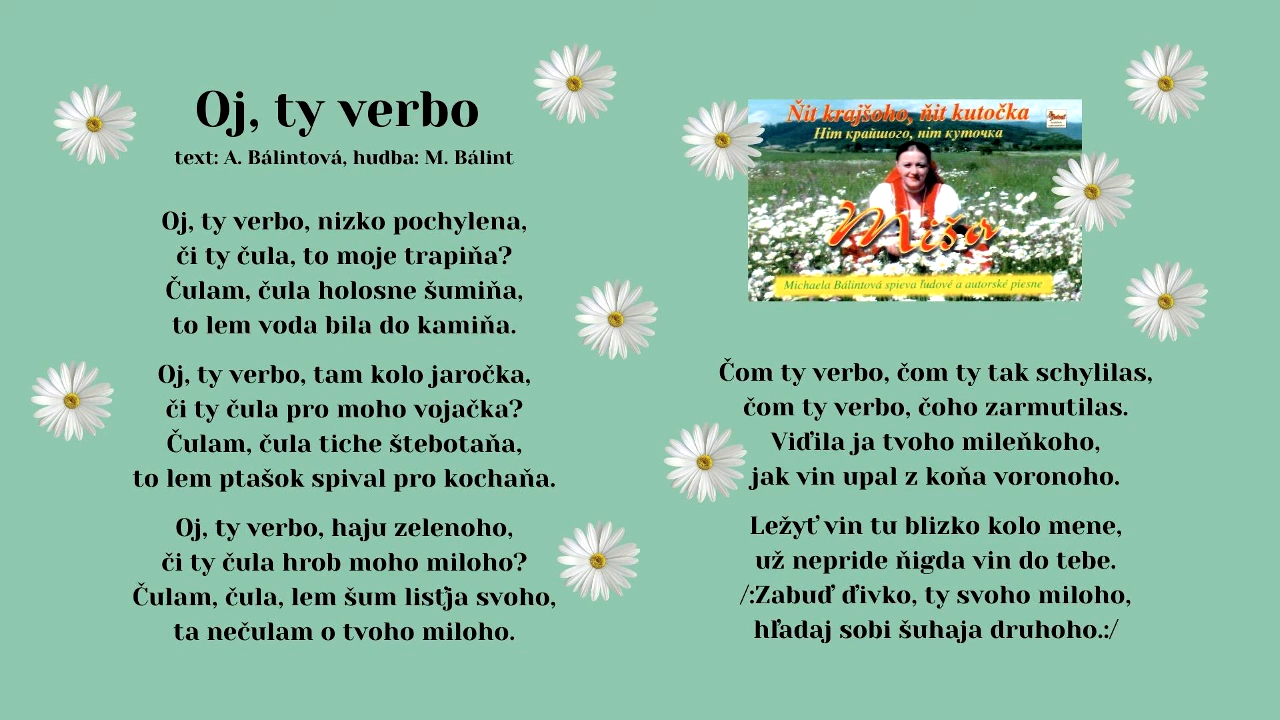 Oj, ty verbo
text: A. Bálintová, hudba: M. Bálint
Oj, ty verbo, nizko pochylena,
či ty čula, to moje trapiňa?
Čulam, čula holosne šumiňa,
to lem voda bila do kamiňa.
Oj, ty verbo, tam kolo jaročka,
či ty čula pro moho vojačka?
Čulam, čula tiche štebotaňa,
to lem ptašok spival pro kochaňa.
Oj, ty verbo, haju zelenoho,
či ty čula hrob moho miloho?
Čulam, čula, lem šum lisťja svoho,
ta nečulam o tvoho miloho.
Ňit krajšoho, ňit kutočka
Нїт крайшого, нїт куточка
Miša
Michaela Bálintová spieva ľudové a autorské piesne
Čom ty verbo, čom ty tak schylilas,
čom ty verbo, čoho zarmutilas.
Viďila ja tvoho mileňkoho,
jak vin upal z koňa voronoho.
Ležyť vin tu blizko kolo mene,
už nepride ňigda vin do tebe.
/:Zabuď ďivko, ty svoho miloho,
hľadaj sobi šuhaja druhoho.:/